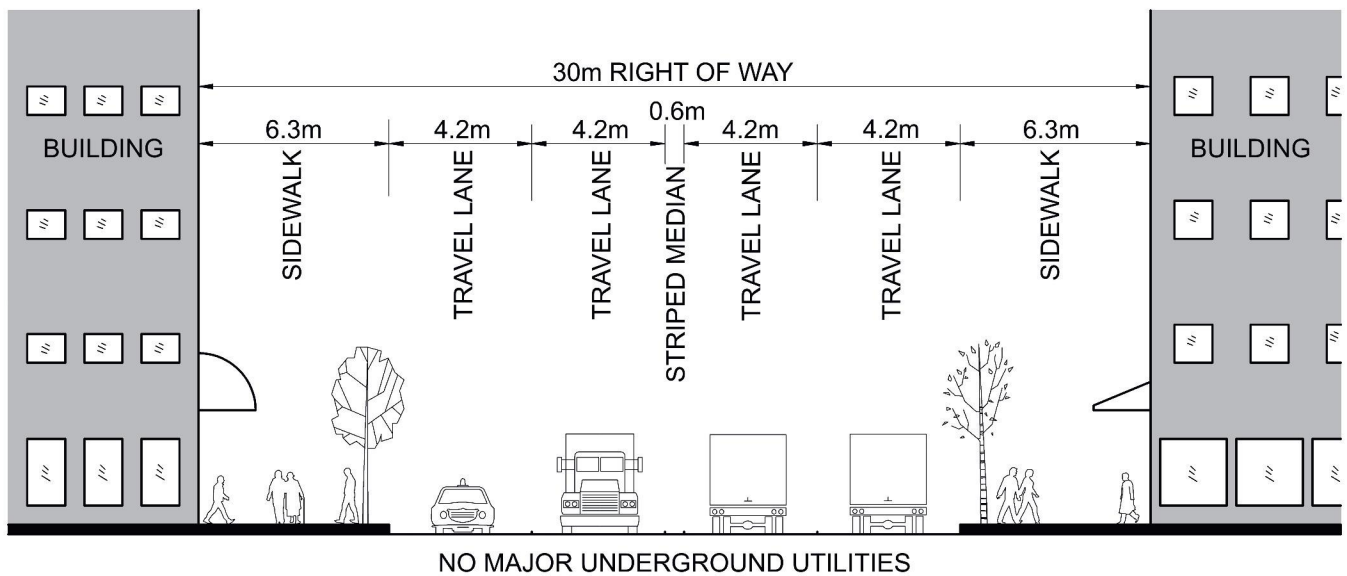 30m RIGHT OF WAY
0.6m
6.3m 4.2m 4.2m 4.2m 4.2m 6.3m
BUILDING
BUILDING
SIDEWALK
TRAVEL LANE
TRAVEL LANE
STRIPED MEDIAN
TRAVEL LANE
TRAVEL LANE
SIDEWALK
NO MAJOR UNDERGROUND UTILITIES